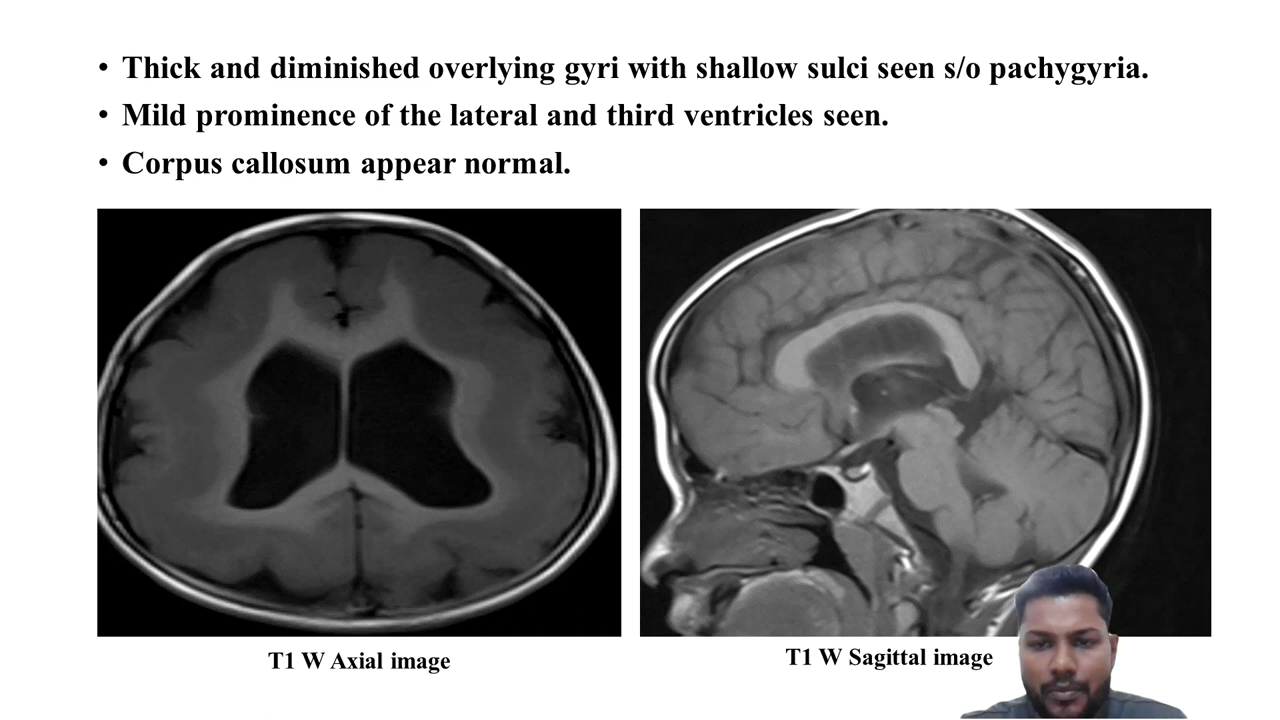 • Thick and diminished overlying gyri with shallow sulci seen s/o pachygyria.
• Mild prominence of the lateral and third ventricles seen.
• Corpus callosum appear normal.
T1 W Axial image
T1 W Sagittal image